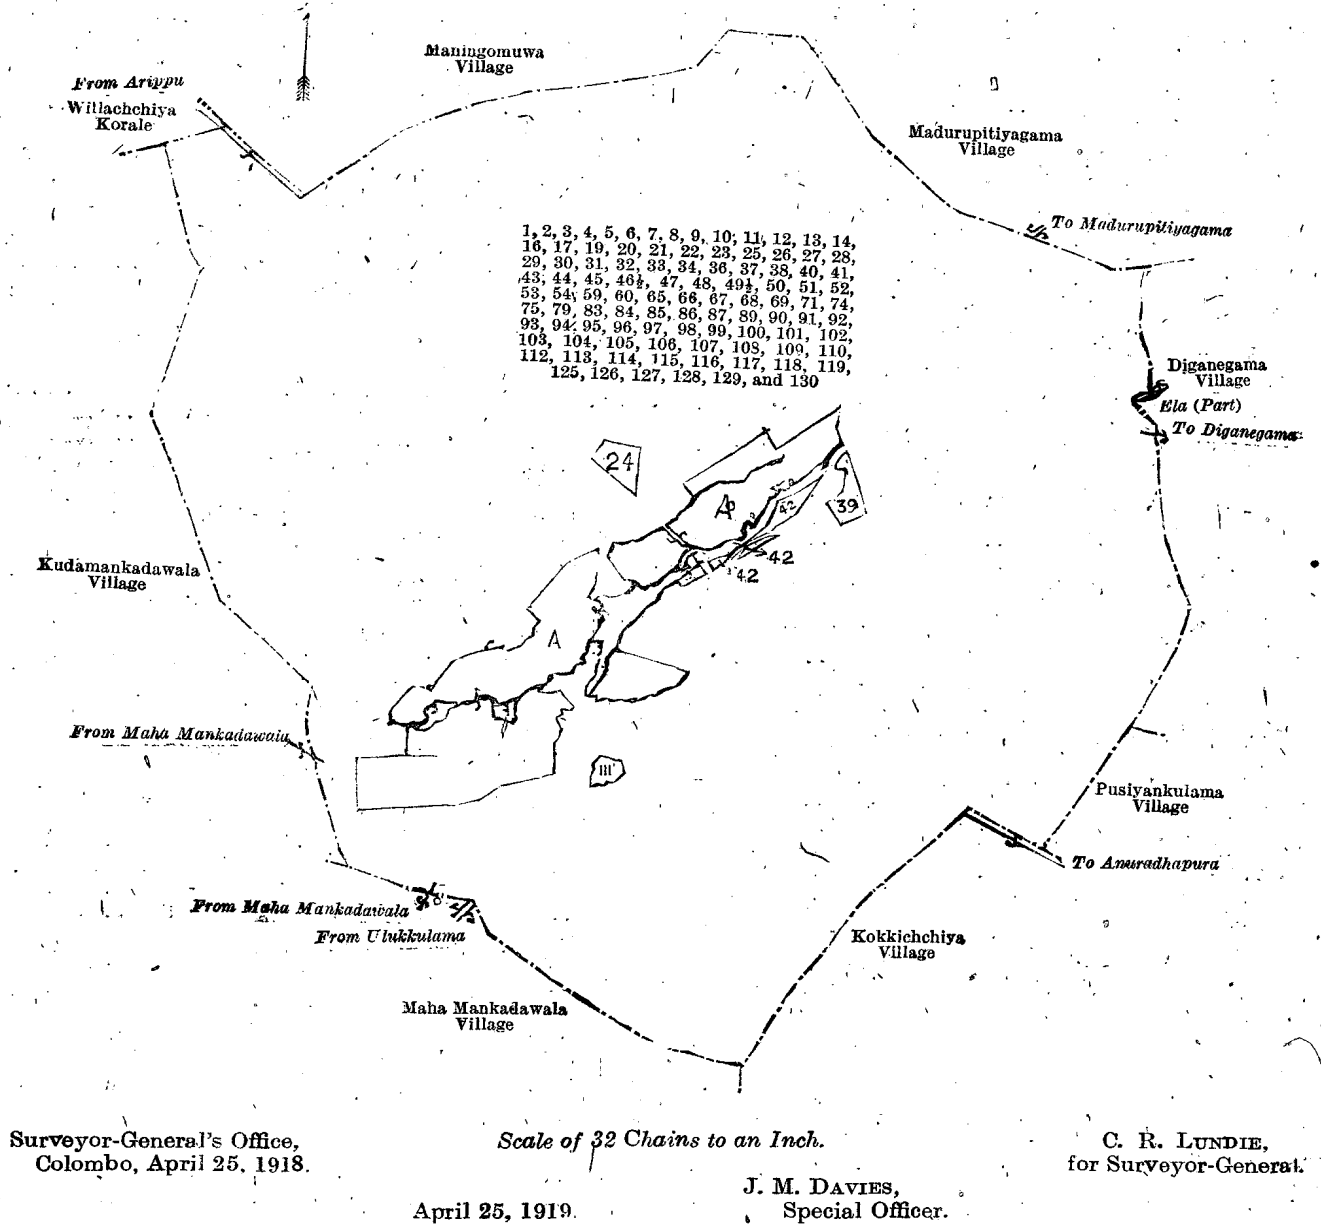 Maningomuwa
Village
From Arippu
Willachchiya
Korale
Madurupitiyagama
Village
To Madurupitiyagama
1, 2, 3, 4, 5, 6, 7, 8, 9, 10, 11, 12, 13, 14,
16, 17, 19, 20, 21, 22, 23, 25, 26, 27, 28,
29, 30, 31, 32, 33, 34, 36, 37, 38, 40, 41,
43, 44, 45, 46½, 47, 48, 49½, 50, 51, 52,
53, 54, 59, 60, 65, 66, 67, 68, 69, 71, 74,
75, 79, 83, 84, 85, 86, 87, 89, 90, 91, 92,
93, 94, 95, 96, 97, 98, 99, 100, 101, 102,
103, 104, 105, 106, 107, 108, 109, 110,
112, 113, 114, 115, 116, 117, 118, 119,
125, 126, 127, 128, 129, and 130
Diganegama
Village
Ela (Part)
To Diganegama
24
A
42
39
42
42
Kudamankadawala
Village
A
From Maha Mankadawala
Pusiyankulama
Village
To Anuradhapura
From Maha Mankadawala
From Ulukkulama
Kokkichchiya
Village
Maha Mankadawala
Village
Surveyor-General's Office,
Colombo, April 25, 1918.
Scale of 32 Chains to an Inch.
C. R. LUNDIE,
for Surveyor-General.
J. M. DAVIES,
Special Officer.
April 25, 1919.